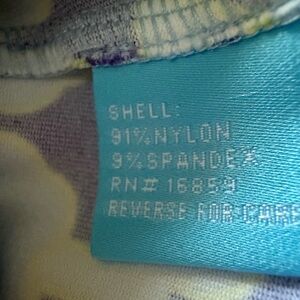 SHELL:
91% NYLON
9% SPANDEX
RN# 16859
REVERSE FOR CARE